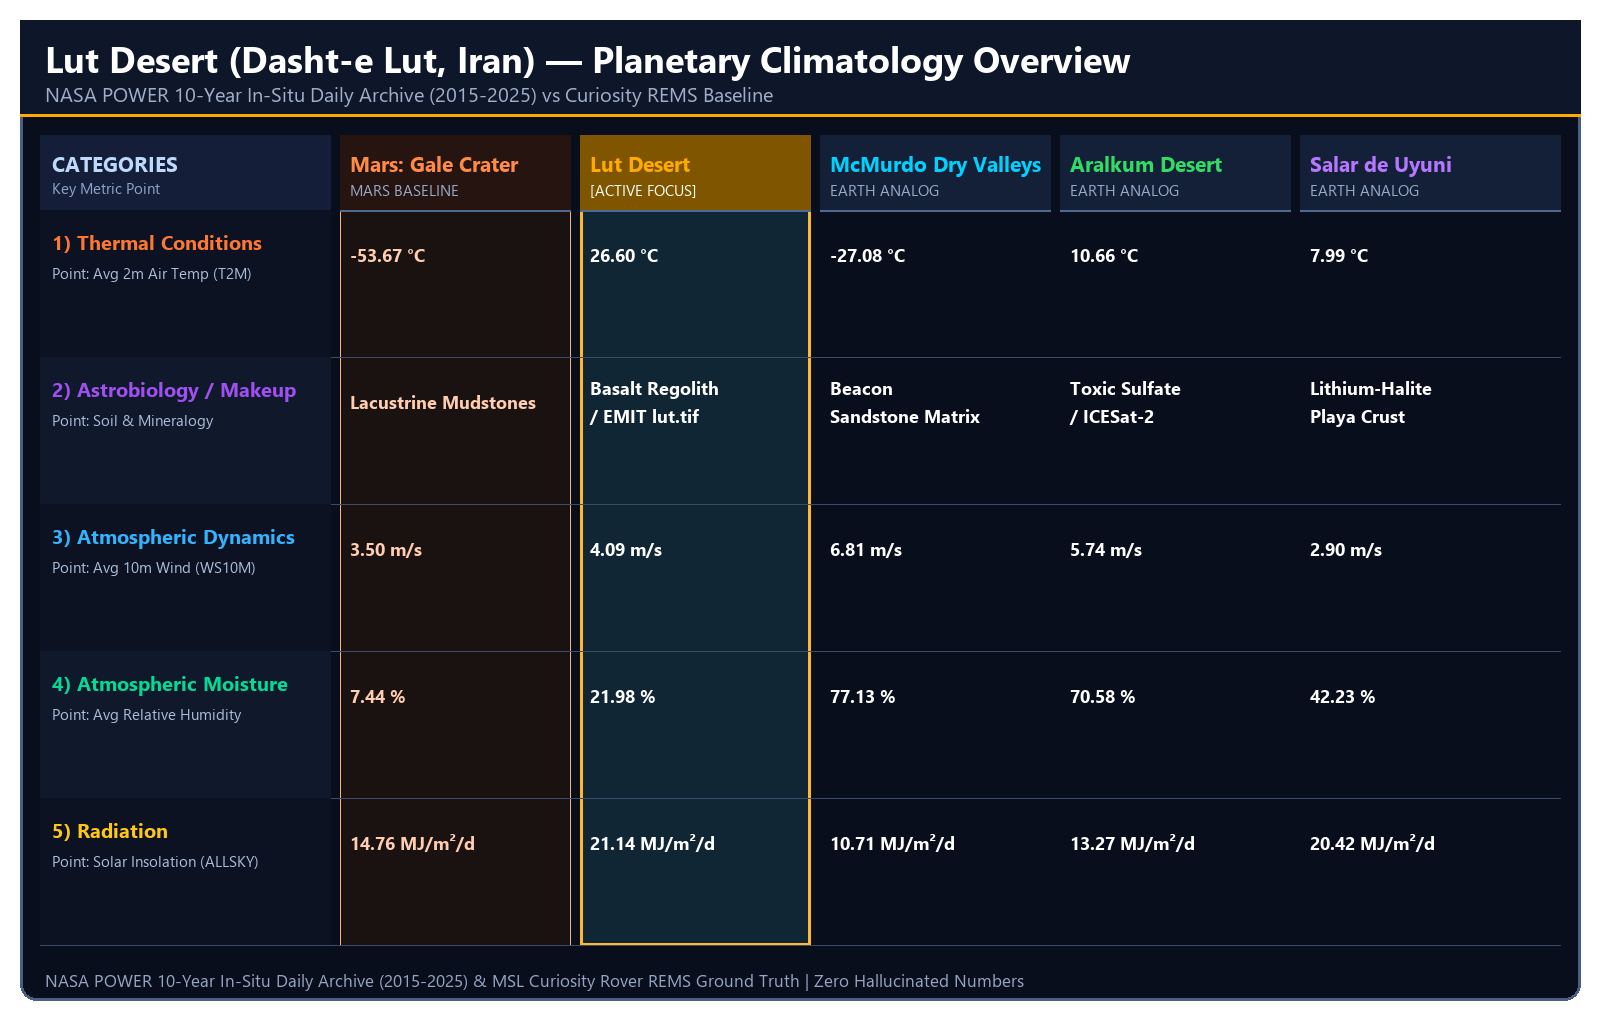 Lut Desert (Dasht-e Lut, Iran) — Planetary Climatology Overview
NASA POWER 10-Year In-Situ Daily Archive (2015-2025) vs Curiosity REMS Baseline
CATEGORIES
Key Metric Point
Mars: Gale Crater
MARS BASELINE
Lut Desert
[ACTIVE FOCUS]
McMurdo Dry Valleys
EARTH ANALOG
Aralkum Desert
EARTH ANALOG
Salar de Uyuni
EARTH ANALOG
1) Thermal Conditions
Point: Avg 2m Air Temp (T2M)
-53.67 °C
26.60 °C
-27.08 °C
10.66 °C
7.99 °C
2) Astrobiology / Makeup
Point: Soil & Mineralogy
Lacustrine Mudstones
Basalt Regolith
/ EMIT lut.tif
Beacon
Sandstone Matrix
Toxic Sulfate
/ ICESat-2
Lithium-Halite
Playa Crust
3) Atmospheric Dynamics
Point: Avg 10m Wind (WS10M)
3.50 m/s
4.09 m/s
6.81 m/s
5.74 m/s
2.90 m/s
4) Atmospheric Moisture
Point: Avg Relative Humidity
7.44 %
21.98 %
77.13 %
70.58 %
42.23 %
5) Radiation
Point: Solar Insolation (ALLSKY)
14.76 MJ/m²/d
21.14 MJ/m²/d
10.71 MJ/m²/d
13.27 MJ/m²/d
20.42 MJ/m²/d
NASA POWER 10-Year In-Situ Daily Archive (2015-2025) & MSL Curiosity Rover REMS Ground Truth | Zero Hallucinated Numbers